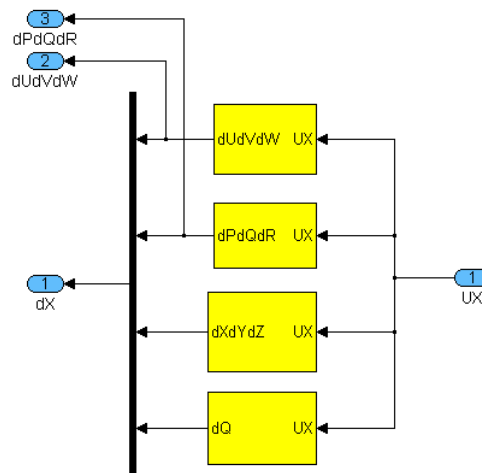 3
dPdQdR
2
dUdVdW
dUdVdW UX
dPdQdR UX
1
dX
1
UX
dXdYdZ UX
dQ UX